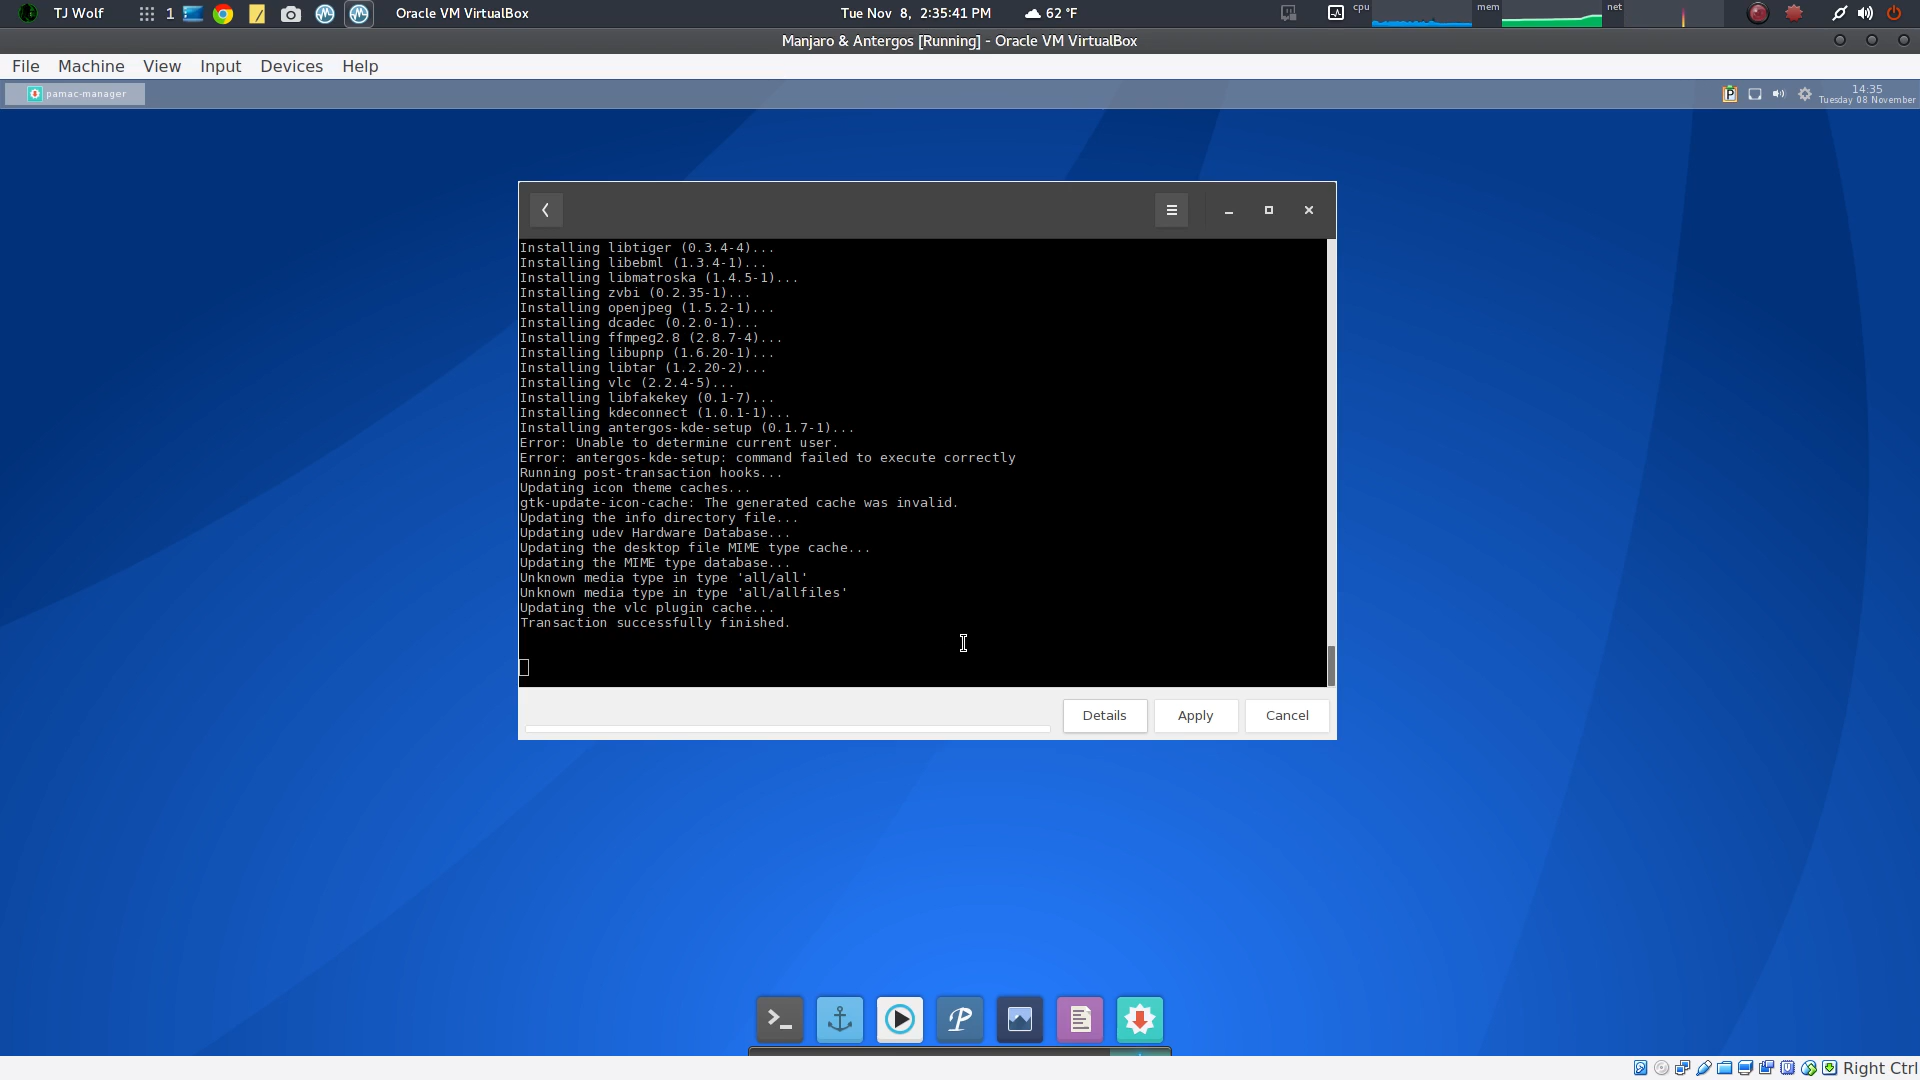 TJ Wolf
1
Oracle VM VirtualBox
Tue Nov  8,  2:35:41 PM
62 °F
cpu
mem
net
Manjaro & Antergos [Running] - Oracle VM VirtualBox
File Machine View Input Devices Help
pamac-manager
14:35
Tuesday 08 November
Installing libtiger (0.3.4-4)...
Installing libebml (1.3.4-1)...
Installing libmatroska (1.4.5-1)...
Installing zvbi (0.2.35-1)...
Installing openjpeg (1.5.2-1)...
Installing dcadec (0.2.0-1)...
Installing ffmpeg2.8 (2.8.7-4)...
Installing libupnp (1.6.20-1)...
Installing libtar (1.2.20-2)...
Installing vlc (2.2.4-5)...
Installing libfakekey (0.1-7)...
Installing kdeconnect (1.0.1-1)...
Installing antergos-kde-setup (0.1.7-1)...
Error: Unable to determine current user.
Error: antergos-kde-setup: command failed to execute correctly
Running post-transaction hooks...
Updating icon theme caches...
gtk-update-icon-cache: The generated cache was invalid.
Updating the info directory file...
Updating udev Hardware Database...
Updating the desktop file MIME type cache...
Updating the MIME type database...
Unknown media type in type 'all/all'
Unknown media type in type 'all/allfiles'
Updating the vlc plugin cache...
Transaction successfully finished.
Details Apply Cancel
Right Ctrl